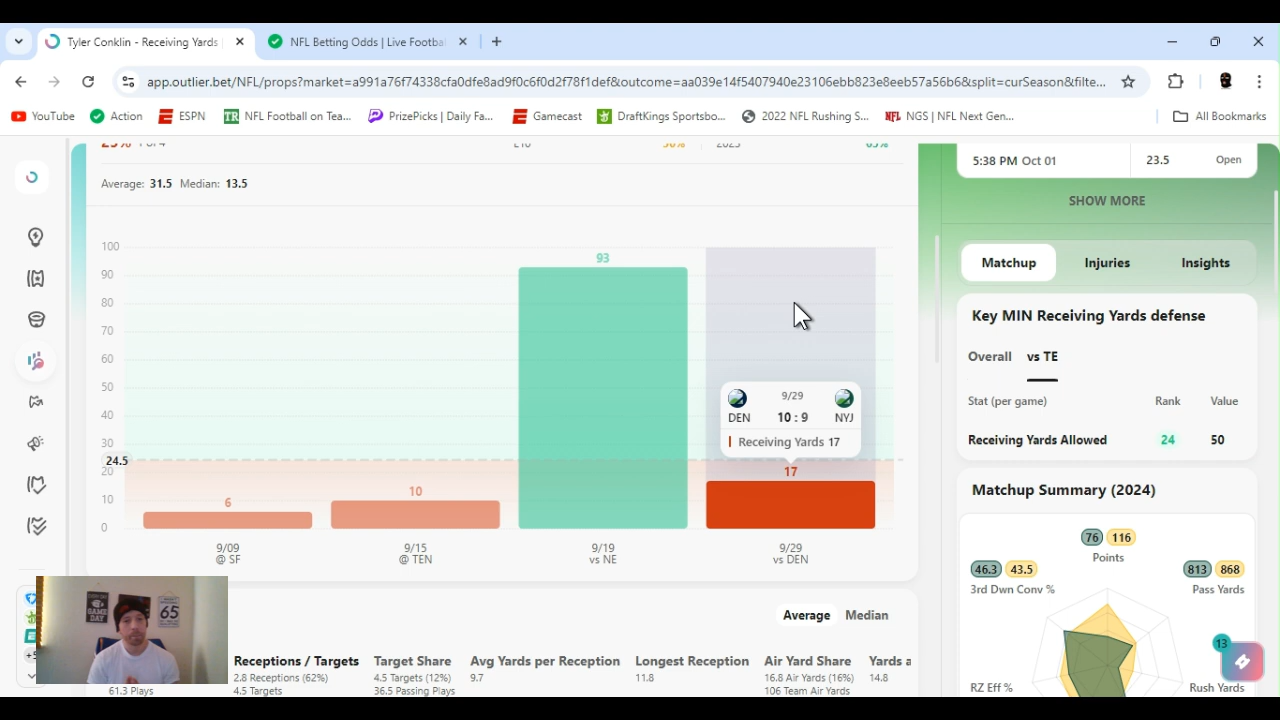 Tyler Conklin - Receiving Yards
NFL Betting Odds | Live Footba
app.outlier.bet/NFL/props?market=a991a76f74338cfa0dfe8ad9f0c6f0d2f78f1def&outcome=aa039e14f5407940e23106ebb823e8eeb57a56b6&split=curSeason&filte...
YouTube
Action
ESPN
NFL Football on Tea...
PrizePicks | Daily Fa...
Gamecast
DraftKings Sportsbo...
2022 NFL Rushing S...
NGS | NFL Next Gen...
All Bookmarks
Average: 31.5 Median: 13.5
100
90
80
70
60
50
40
30
24.5
20
10
0
6
10
93
17
DEN
9/29
10 : 9
NYJ
Receiving Yards 17
9/09
@ SF
9/15
@ TEN
9/19
vs NE
9/29
vs DEN
Average
Median
Receptions / Targets
Target Share
Avg Yards per Reception
Longest Reception
Air Yard Share
Yards a
2.8 Receptions (62%)
4.5 Targets (12%)
9.7
11.8
16.8 Air Yards (16%)
14.8
61.3 Plays
4.5 Targets
36.5 Passing Plays
106 Team Air Yards
GAME
DAY
65
5:38 PM Oct 01
23.5
Open
SHOW MORE
Matchup
Injuries
Insights
Key MIN Receiving Yards defense
Overall
vs TE
Stat (per game)
Rank
Value
Receiving Yards Allowed
24
50
Matchup Summary (2024)
76
116
Points
46.3
43.5
3rd Dwn Conv %
813
868
Pass Yards
13
RZ Eff %
Rush Yards